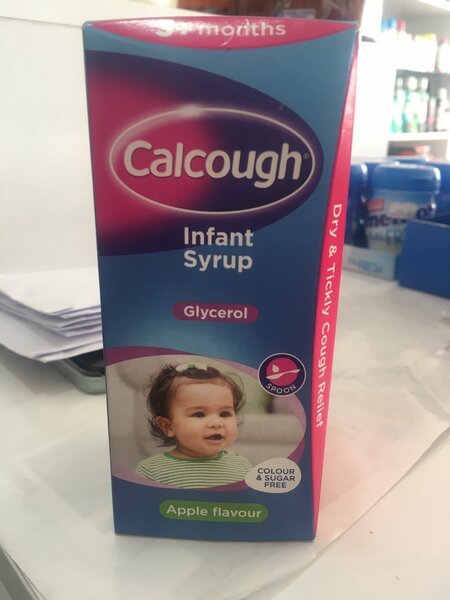 3+ months
Calcough®
Infant
Syrup
Glycerol
SPOON
COLOUR
& SUGAR
FREE
Apple flavour
Dry & Tickly Cough Relief